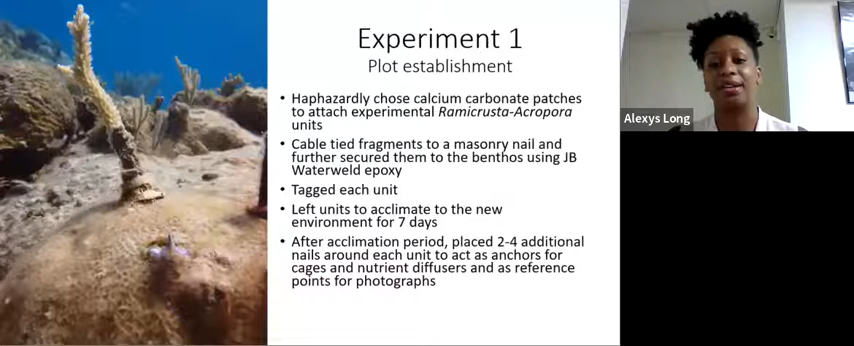 Experiment 1
Plot establishment
• Haphazardly chose calcium carbonate patches
to attach experimental Ramicrusta-Acropora
units
• Cable tied fragments to a masonry nail and
further secured them to the benthos using JB
Waterweld epoxy
• Tagged each unit
• Left units to acclimate to the new
environment for 7 days
• After acclimation period, placed 2-4 additional
nails around each unit to act as anchors for
cages and nutrient diffusers and as reference
points for photographs
Alexys Long